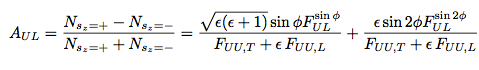 A_{UL} = \frac{N_{s_z=+} - N_{s_z=-}}{N_{s_z=+} + N_{s_z=-}} = \frac{\sqrt{\epsilon(\epsilon+1)} \sin\phi F_{UL}^{\sin\phi}}{F_{UU,T} + \epsilon F_{UU,L}} + \frac{\epsilon \sin 2\phi F_{UL}^{\sin 2\phi}}{F_{UU,T} + \epsilon F_{UU,L}}